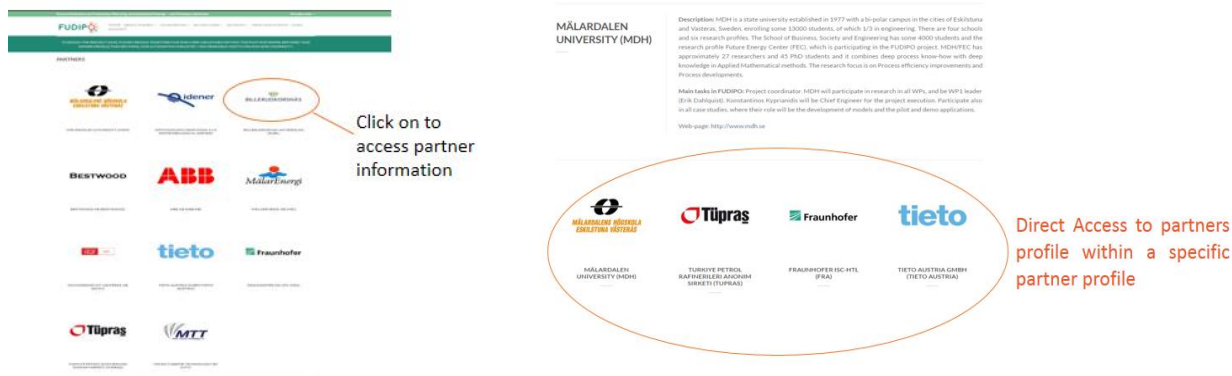 FUDIPO
PARTNERS
MÄLARDALENS HÖGSKOLA
ESKILSTUNA VÄSTERÅS
idener
BILLERUDKORSNÄS
BESTWOOD
ABB
MälarEnergi
tieto
Fraunhofer
Tüpraş
MTT
Click on to
access partner
information
MÄLARDALEN
UNIVERSITY (MDH)
Description: MDH is a state university established in 1977 with a bi-polar campus in the cities of Eskilstuna
and Vasteras, Sweden, enrolling some 13000 students, of which 1/3 in engineering. There are four schools
and six research profiles. The School of Business, Society and Engineering has some 4000 students and the
research profile Future Energy Center (FEC), which is participating in the FUDIPO project. MDH/FEC has
approximately 27 researchers and 45 PhD students and it combines deep process know-how with deep
knowledge in Applied Mathematical methods. The research focus is on Process efficiency improvements and
Process developments.
Main tasks in FUDIPO: Project coordinator. MDH will participate in research in all WPs, and be WP1 leader
(Erik Dahlquist). Konstantinos Kyprianidis will be Chief Engineer for the project execution. Participate also
in all case studies, where their role will be the development of models and the pilot and demo applications.
Web-page: http://www.mdh.se
MÄLARDALENS HÖGSKOLA
ESKILSTUNA VÄSTERÅS
Tüpraş
Fraunhofer
tieto
MÄLARDALEN
UNIVERSITY (MDH)
TURKIYE PETROL
RAFINERILERI ANONIM
SIRKETI (TUPRAS)
FRAUNHOFER ISC-HTL
(FRA)
TIETO AUSTRIA GMBH
(TIETO AUSTRIA)
Direct Access to partners
profile within a specific
partner profile